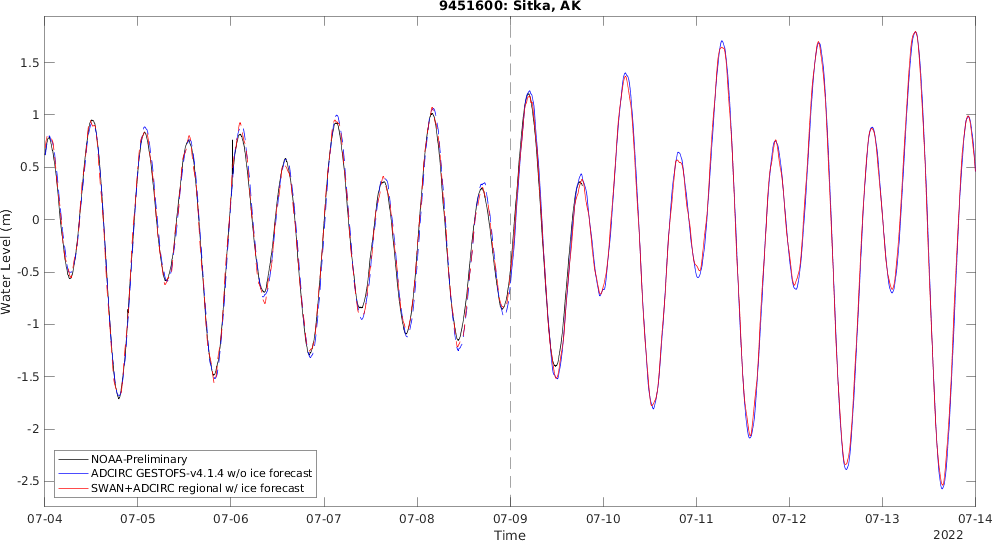 9451600: Sitka, AK
Water Level (m)
1.5
1
0.5
0
-0.5
-1
-1.5
-2
-2.5
NOAA-Preliminary
ADCIRC GESTOFS-v4.1.4 w/o ice forecast
SWAN+ADCIRC regional w/ ice forecast
07-04 07-05 07-06 07-07 07-08 07-09 07-10 07-11 07-12 07-13 07-14
Time
2022